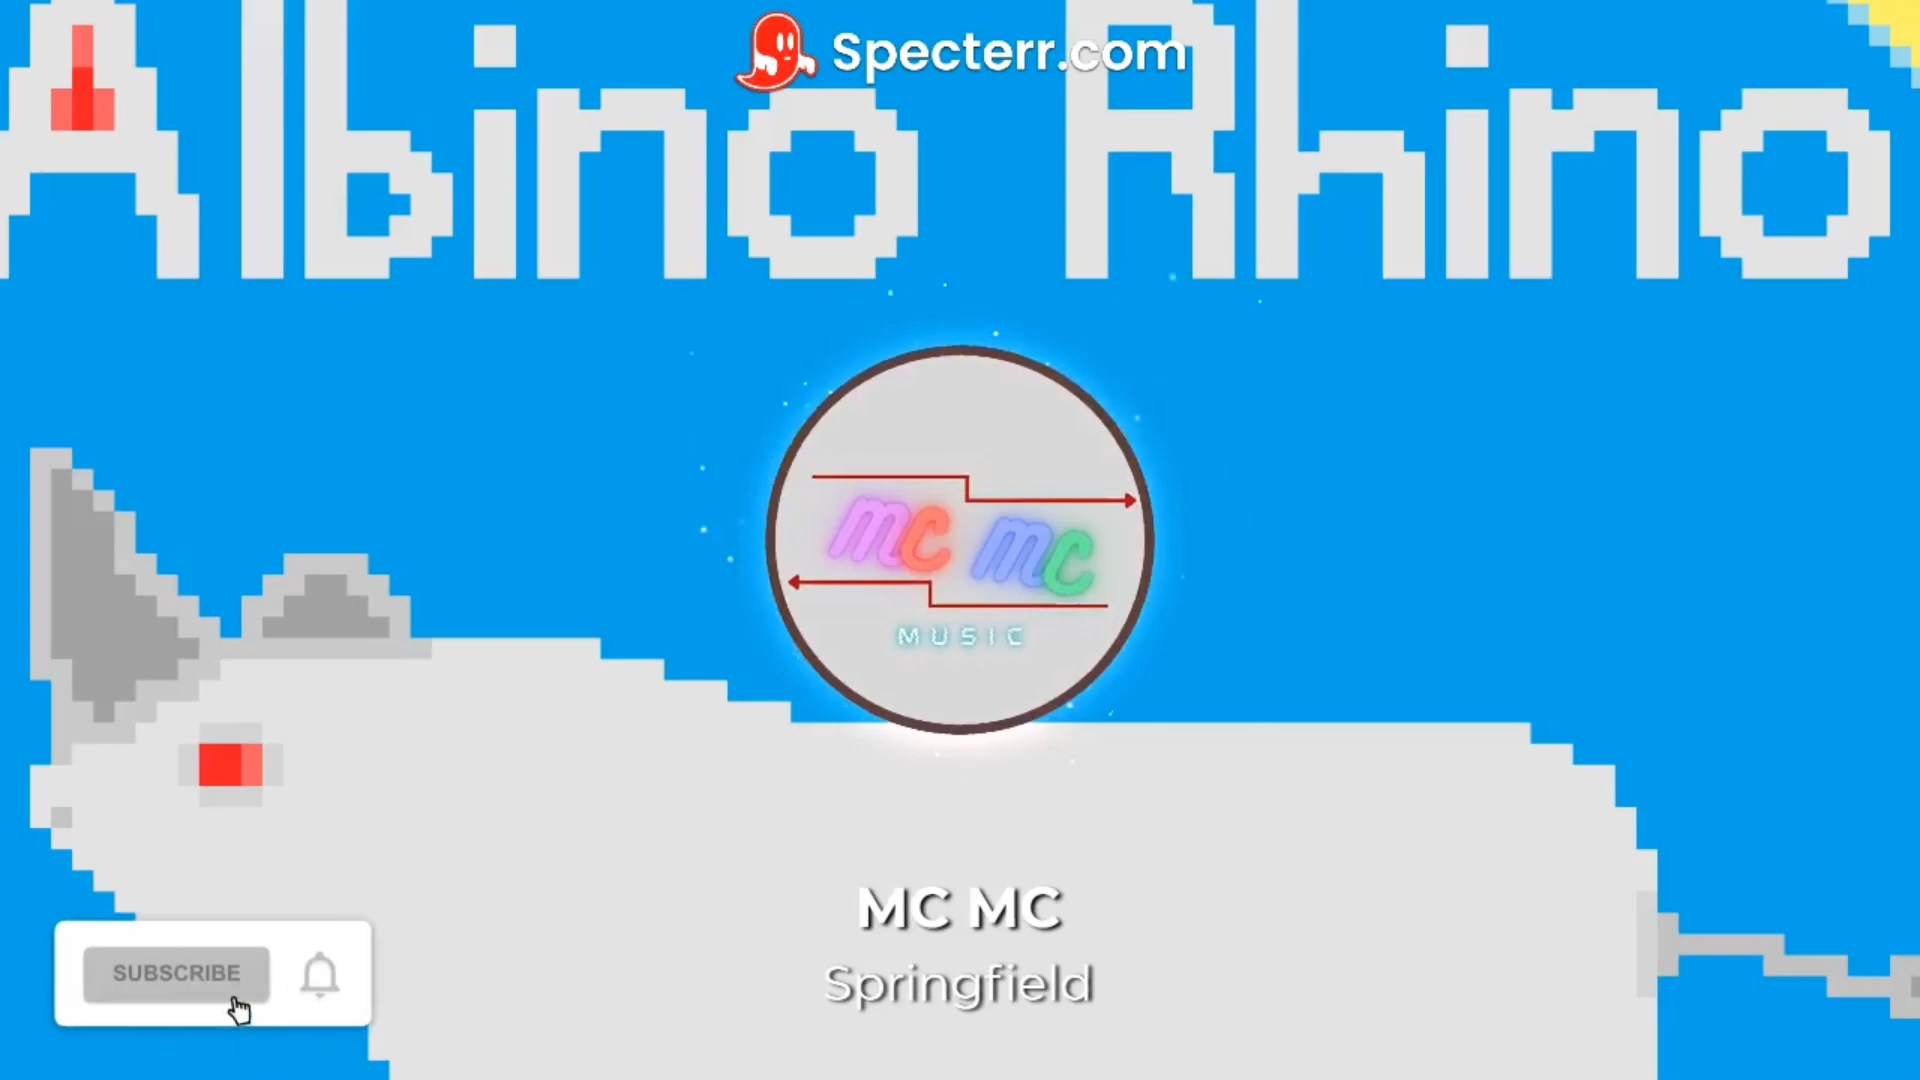 Specterr.com
Albino Rhino
mc mc
MUSIC
MC MC
Springfield
SUBSCRIBE